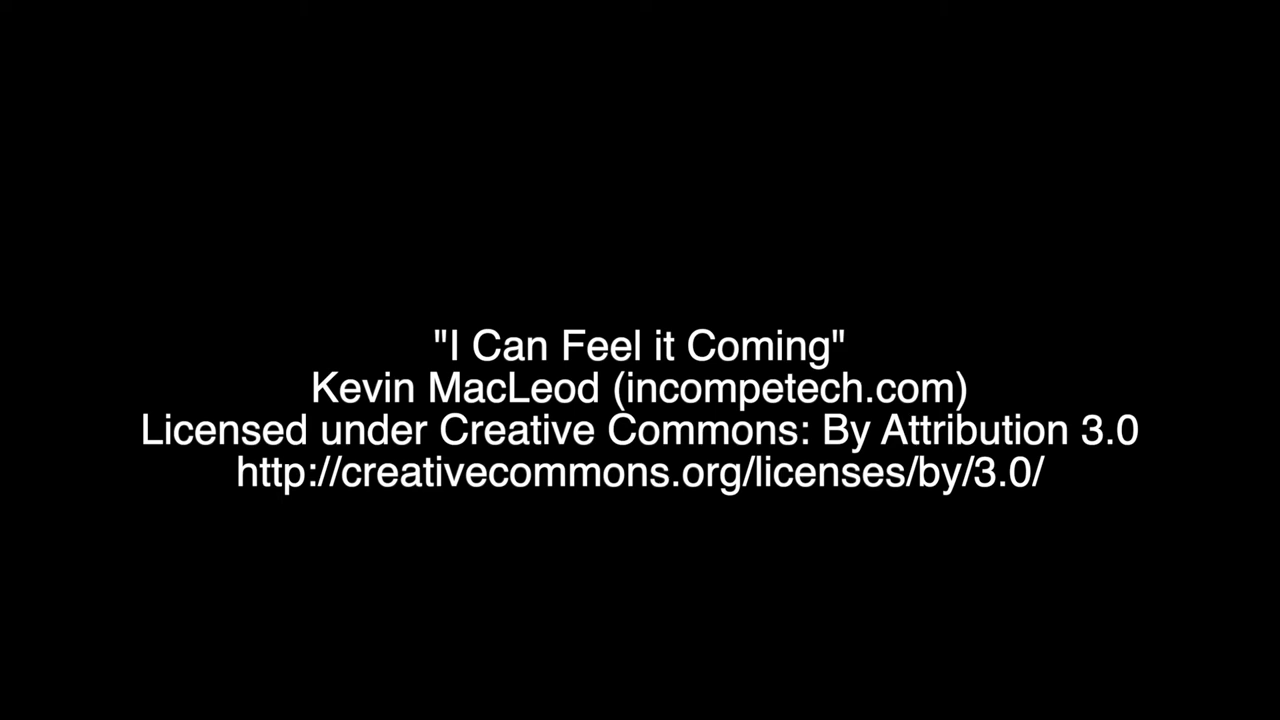 "I Can Feel it Coming"
Kevin MacLeod (incompetech.com)
Licensed under Creative Commons: By Attribution 3.0
http://creativecommons.org/licenses/by/3.0/